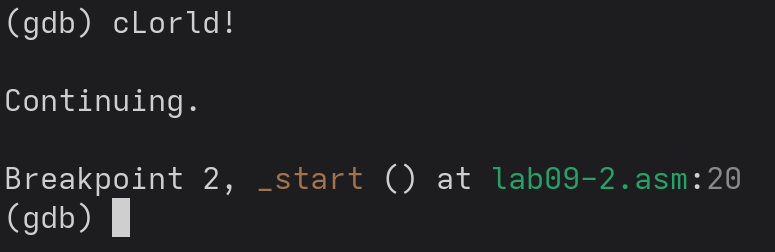 (gdb) cLorld!
Continuing.
Breakpoint 2, _start () at lab09-2.asm:20
(gdb)